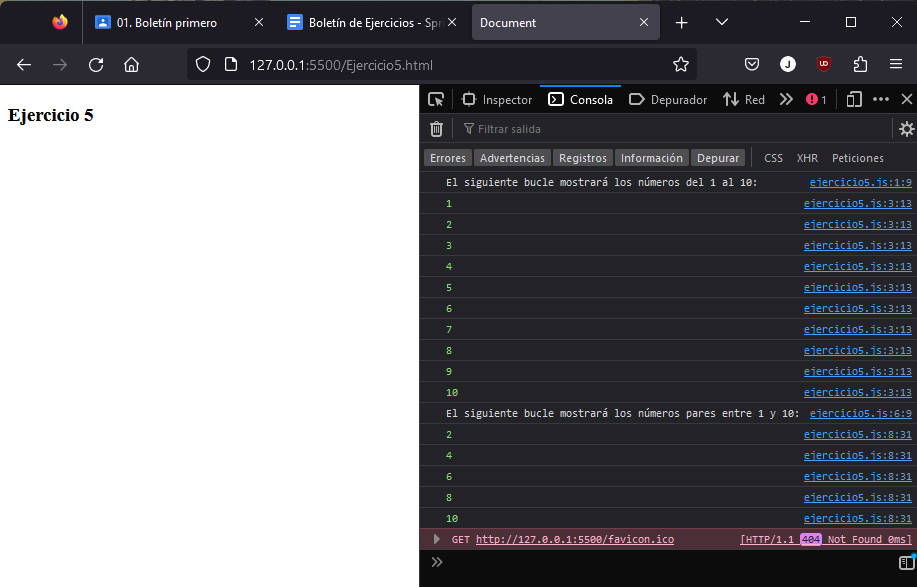 01. Boletín primero
Boletín de Ejercicios - Spri
Document
127.0.0.1:5500/Ejercicio5.html
J
UD
Ejercicio 5
Inspector
Consola
Depurador
Red
1
Filtrar salida
Errores
Advertencias
Registros
Información
Depurar
CSS
XHR
Peticiones
El siguiente bucle mostrará los números del 1 al 10: ejercicio5.js:1:9
1 ejercicio5.js:3:13
2 ejercicio5.js:3:13
3 ejercicio5.js:3:13
4 ejercicio5.js:3:13
5 ejercicio5.js:3:13
6 ejercicio5.js:3:13
7 ejercicio5.js:3:13
8 ejercicio5.js:3:13
9 ejercicio5.js:3:13
10 ejercicio5.js:3:13
El siguiente bucle mostrará los números pares entre 1 y 10: ejercicio5.js:6:9
2 ejercicio5.js:8:31
4 ejercicio5.js:8:31
6 ejercicio5.js:8:31
8 ejercicio5.js:8:31
10 ejercicio5.js:8:31
GET http://127.0.0.1:5500/favicon.ico [HTTP/1.1 404 Not Found 0ms]